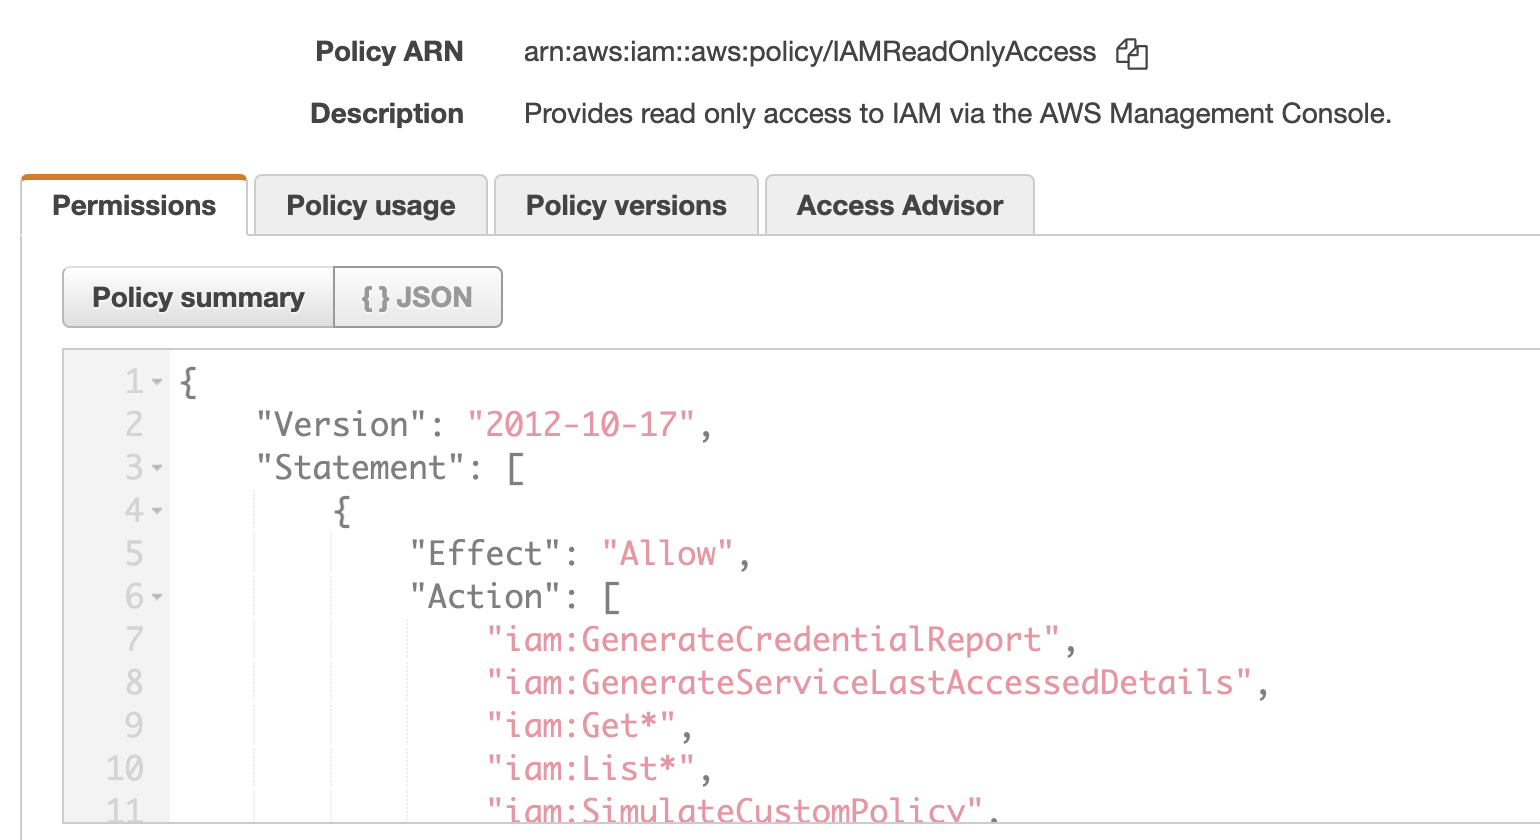 Policy ARN arn:aws:iam::aws:policy/IAMReadOnlyAccess
Description Provides read only access to IAM via the AWS Management Console.
Permissions Policy usage Policy versions Access Advisor
Policy summary { } JSON
1 {
2 "Version": "2012-10-17",
3 "Statement": [
4 {
5 "Effect": "Allow",
6 "Action": [
7 "iam:GenerateCredentialReport",
8 "iam:GenerateServiceLastAccessedDetails",
9 "iam:Get*",
10 "iam:List*",
11 "iam:SimulateCustomPolicy",